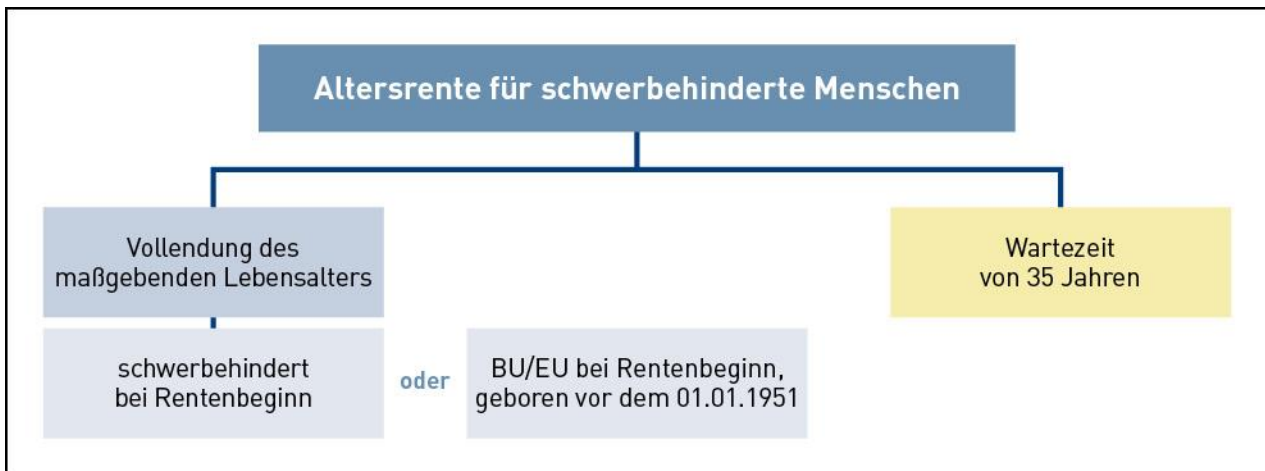 Altersrente für schwerbehinderte Menschen
Vollendung des
maßgebenden Lebensalters
Wartezeit
von 35 Jahren
schwerbehindert
bei Rentenbeginn
oder
BU/EU bei Rentenbeginn,
geboren vor dem 01.01.1951